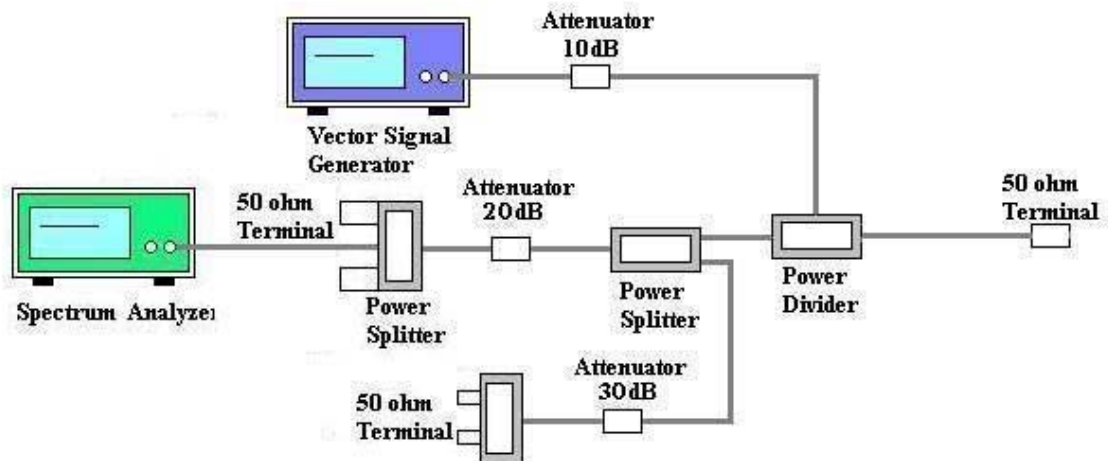 Attenuator
10dB
Vector Signal
Generator
50 ohm
Terminal
Attenuator
20dB
50 ohm
Terminal
Spectrum Analyzer
Power
Splitter
Power
Splitter
Power
Divider
50 ohm
Terminal
Attenuator
30dB